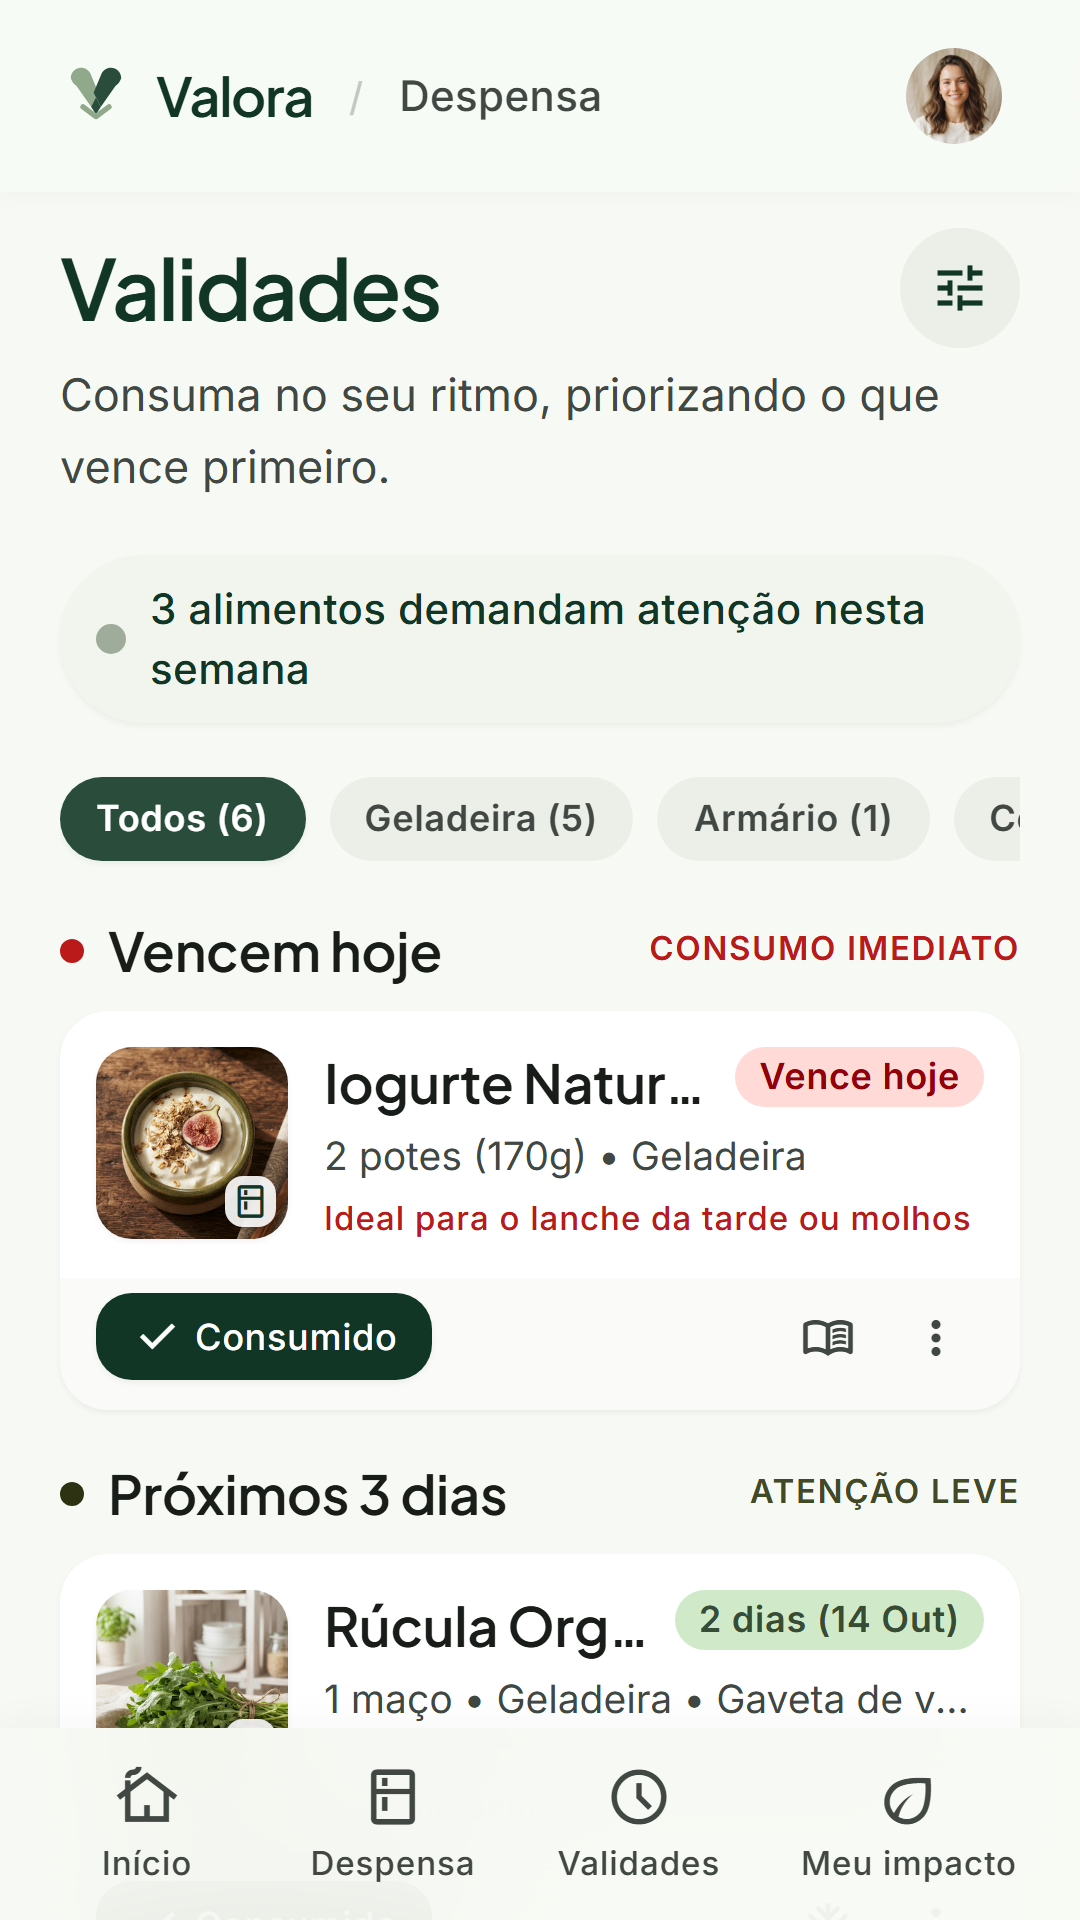 Valora / Despensa
Validades
Consuma no seu ritmo, priorizando o que
vence primeiro.
3 alimentos demandam atenção nesta
semana
Todos (6)
Geladeira (5)
Armário (1)
Vencem hoje
CONSUMO IMEDIATO
Iogurte Natur...
Vence hoje
2 potes (170g) • Geladeira
Ideal para o lanche da tarde ou molhos
Consumido
Próximos 3 dias
ATENÇÃO LEVE
Rúcula Org...
2 dias (14 Out)
1 maço • Geladeira • Gaveta de v...
Início
Despensa
Validades
Meu impacto